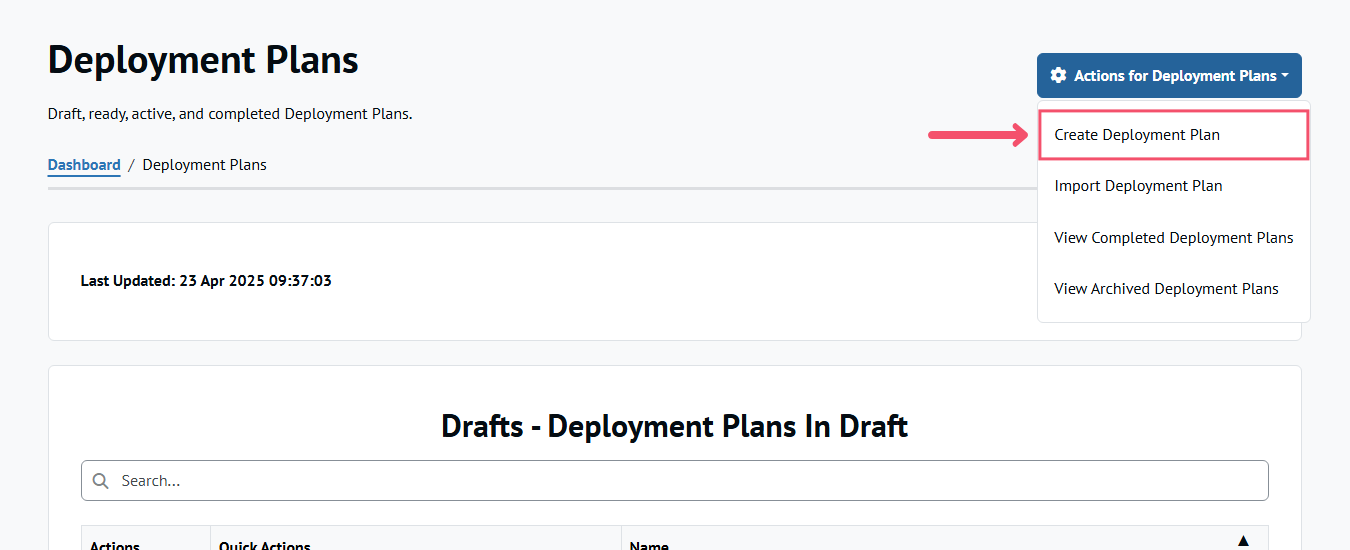 Deployment Plans
Actions for Deployment Plans
Draft, ready, active, and completed Deployment Plans.
Create Deployment Plan
Dashboard / Deployment Plans
Import Deployment Plan
View Completed Deployment Plans
View Archived Deployment Plans
Last Updated: 23 Apr 2025 09:37:03
Drafts - Deployment Plans In Draft
Search...
Actions Quick Actions Name ▲